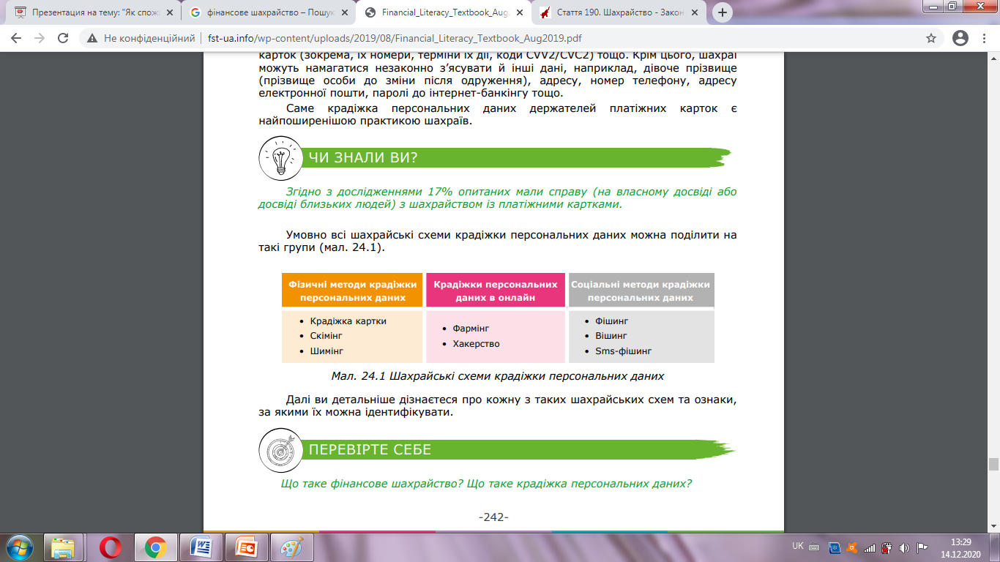 Презентація на тему: "Як спожи
фінасове шахрайство – Пошук
Financial_Literacy_Textbook_Aug
Стаття 190. Шахрайство - Закон
Не конфіденційний
fst-ua.info/wp-content/uploads/2019/08/Financial_Literacy_Textbook_Aug2019.pdf
карток (зокрема, їх номери, терміни їх дії, коди CVV2/CVC2) тощо. Крім цього, шахраї
можуть намагатися незаконно з’ясувати й інші дані, наприклад, дівоче прізвище
(прізвище особи до зміни після одруження), адресу, номер телефону, адресу
електронної пошти, паролі до інтернет-банкінгу тощо.
Саме крадіжка персональних даних держателей платіжних карток є
найпоширенішою практикою шахраїв.
ЧИ ЗНАЛИ ВИ?
Згідно з дослідженнями 17% опитаних мали справу (на власному досвіді або
досвіді близьких людей) з шахрайством із платіжними картками.
Умовно всі шахрайські схеми крадіжки персональних даних можна поділити на
такі групи (мал. 24.1).
Фізичні методи крадіжки
персональних даних
Крадіжки персональних
даних в онлайн
Соціальні методи крадіжки
персональних даних
• Крадіжка картки
• Скімінг
• Шимінг
• Фармінг
• Хакерство
• Фішинг
• Вішинг
• Sms-фішинг
Мал. 24.1 Шахрайські схеми крадіжки персональних даних
Далі ви детальніше дізнаєтеся про кожну з таких шахрайських схем та ознаки,
за якими їх можна ідентифікувати.
ПЕРЕВІРТЕ СЕБЕ
Що таке фінансове шахрайство? Що таке крадіжка персональних даних?
-242-
UK
13:29
14.12.2020